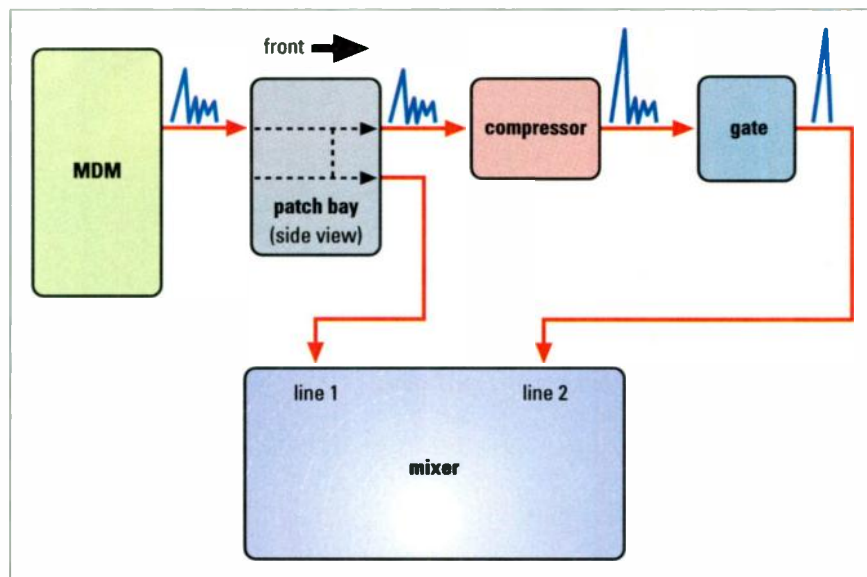 front
MDM
patch bay
(side view)
compressor
gate
line 1
line 2
mixer